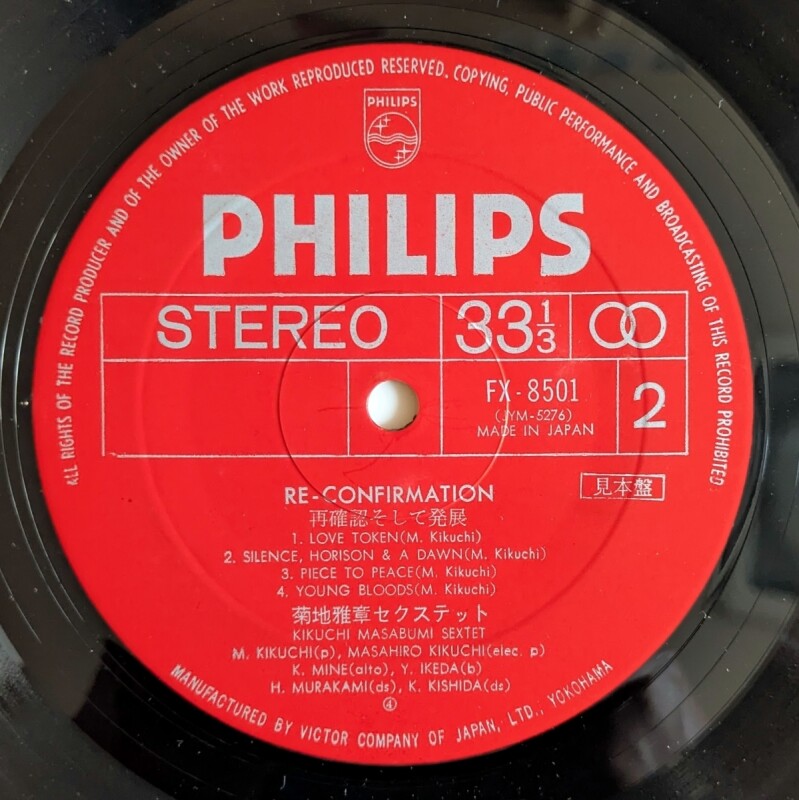 ALL RIGHTS OF THE RECORD PRODUCER AND OF THE OWNER OF THE WORK REPRODUCED RESERVED. COPYING, PUBLIC PERFORMANCE AND BROADCASTING OF THIS RECORD PROHIBITED
PHILIPS
PHILIPS
STEREO 33 1/3
FX-8501
(JYM-5276)
MADE IN JAPAN
2
RE-CONFIRMATION
見本盤
再確認そして発展
1. LOVE TOKEN(M. Kikuchi)
2. SILENCE, HORISON & A DAWN(M. Kikuchi)
3. PIECE TO PEACE(M. Kikuchi)
4. YOUNG BLOODS(M. Kikuchi)
菊地雅章セクステット
KIKUCHI MASABUMI SEXTET
M. KIKUCHI(p), MASAHIRO KIKUCHI(elec. p)
K. MINE(alto), Y. IKEDA(b)
H. MURAKAMI(ds), K. KISHIDA(ds)
④
MANUFACTURED BY VICTOR COMPANY OF JAPAN, LTD., YOKOHAMA